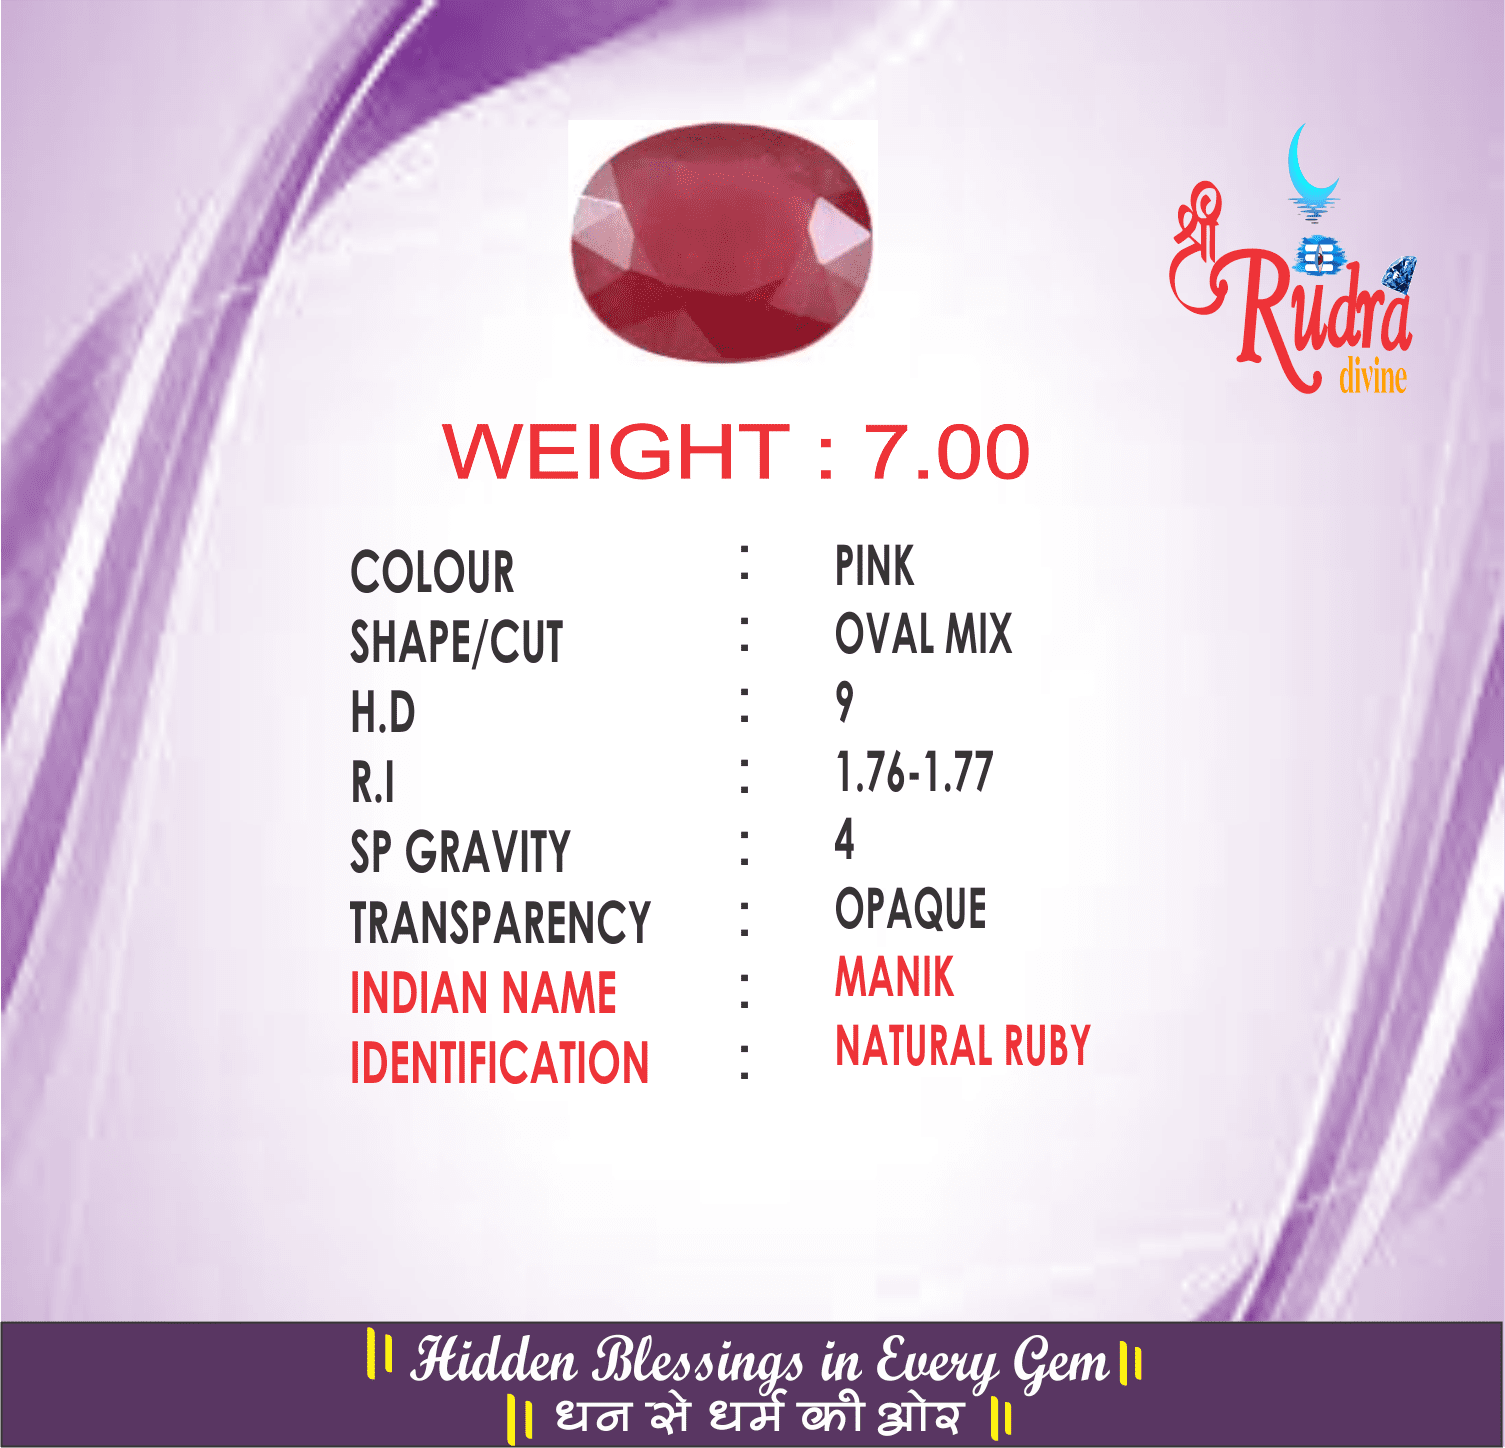 श्री
Rudra
divine
WEIGHT : 7.00
COLOUR : PINK
SHAPE/CUT : OVAL MIX
H.D : 9
R.I : 1.76-1.77
SP GRAVITY : 4
TRANSPARENCY : OPAQUE
INDIAN NAME : MANIK
IDENTIFICATION : NATURAL RUBY
|| Hidden Blessings in Every Gem ||
|| धन से धर्म की ओर ||